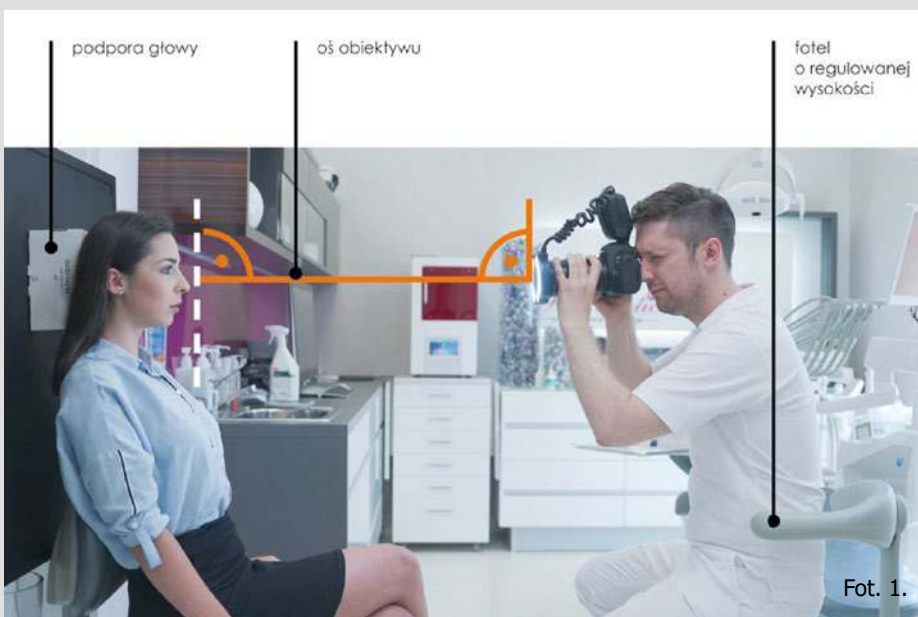 podpora głowy
oś obiektywu
fotel
o regulowanej
wysokości
Fot. 1.